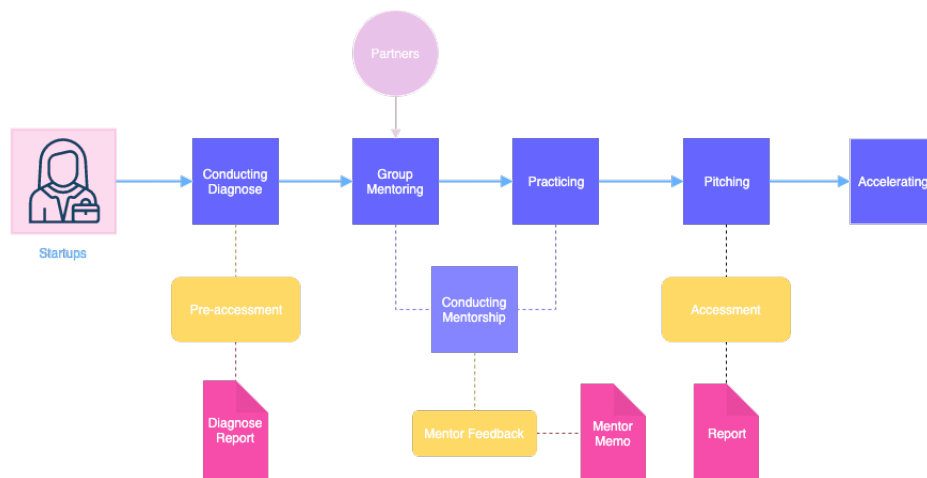 Partners
Startups
Conducting
Diagnose
Group
Mentoring
Practicing
Pitching
Accelerating
Pre-accessment
Conducting
Mentorship
Accessment
Diagnose
Report
Mentor Feedback
Mentor
Memo
Report